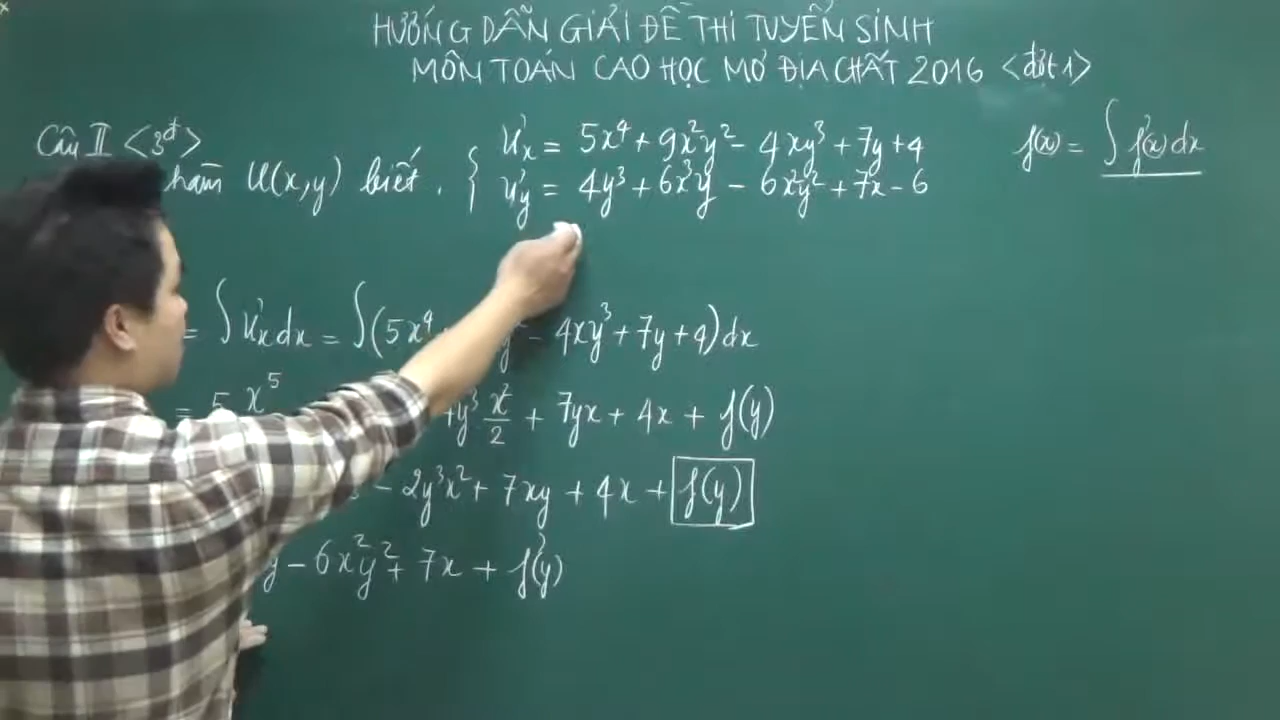 HƯỚNG DẪN GIẢI ĐỀ THI TUYỂN SINH
MÔN TOÁN CAO HỌC MỎ ĐỊA CHẤT 2016 <đợt 1>
Câu II <3đ>
hàm U(x,y) biết. { u'x = 5x⁴ + 9x²y² - 4xy³ + 7y + 4
u'y = 4y³ + 6x³y - 6x²y² + 7x - 6
f(x) = ∫ f'(x) dx
= ∫ u'x dx = ∫ (5x⁴ - 4xy³ + 7y + 4) dx
= 5 x⁵ y³ x²/2 + 7yx + 4x + f(y)
- 2y³x² + 7xy + 4x + f(y)
y - 6x²y² + 7x + f'(y)